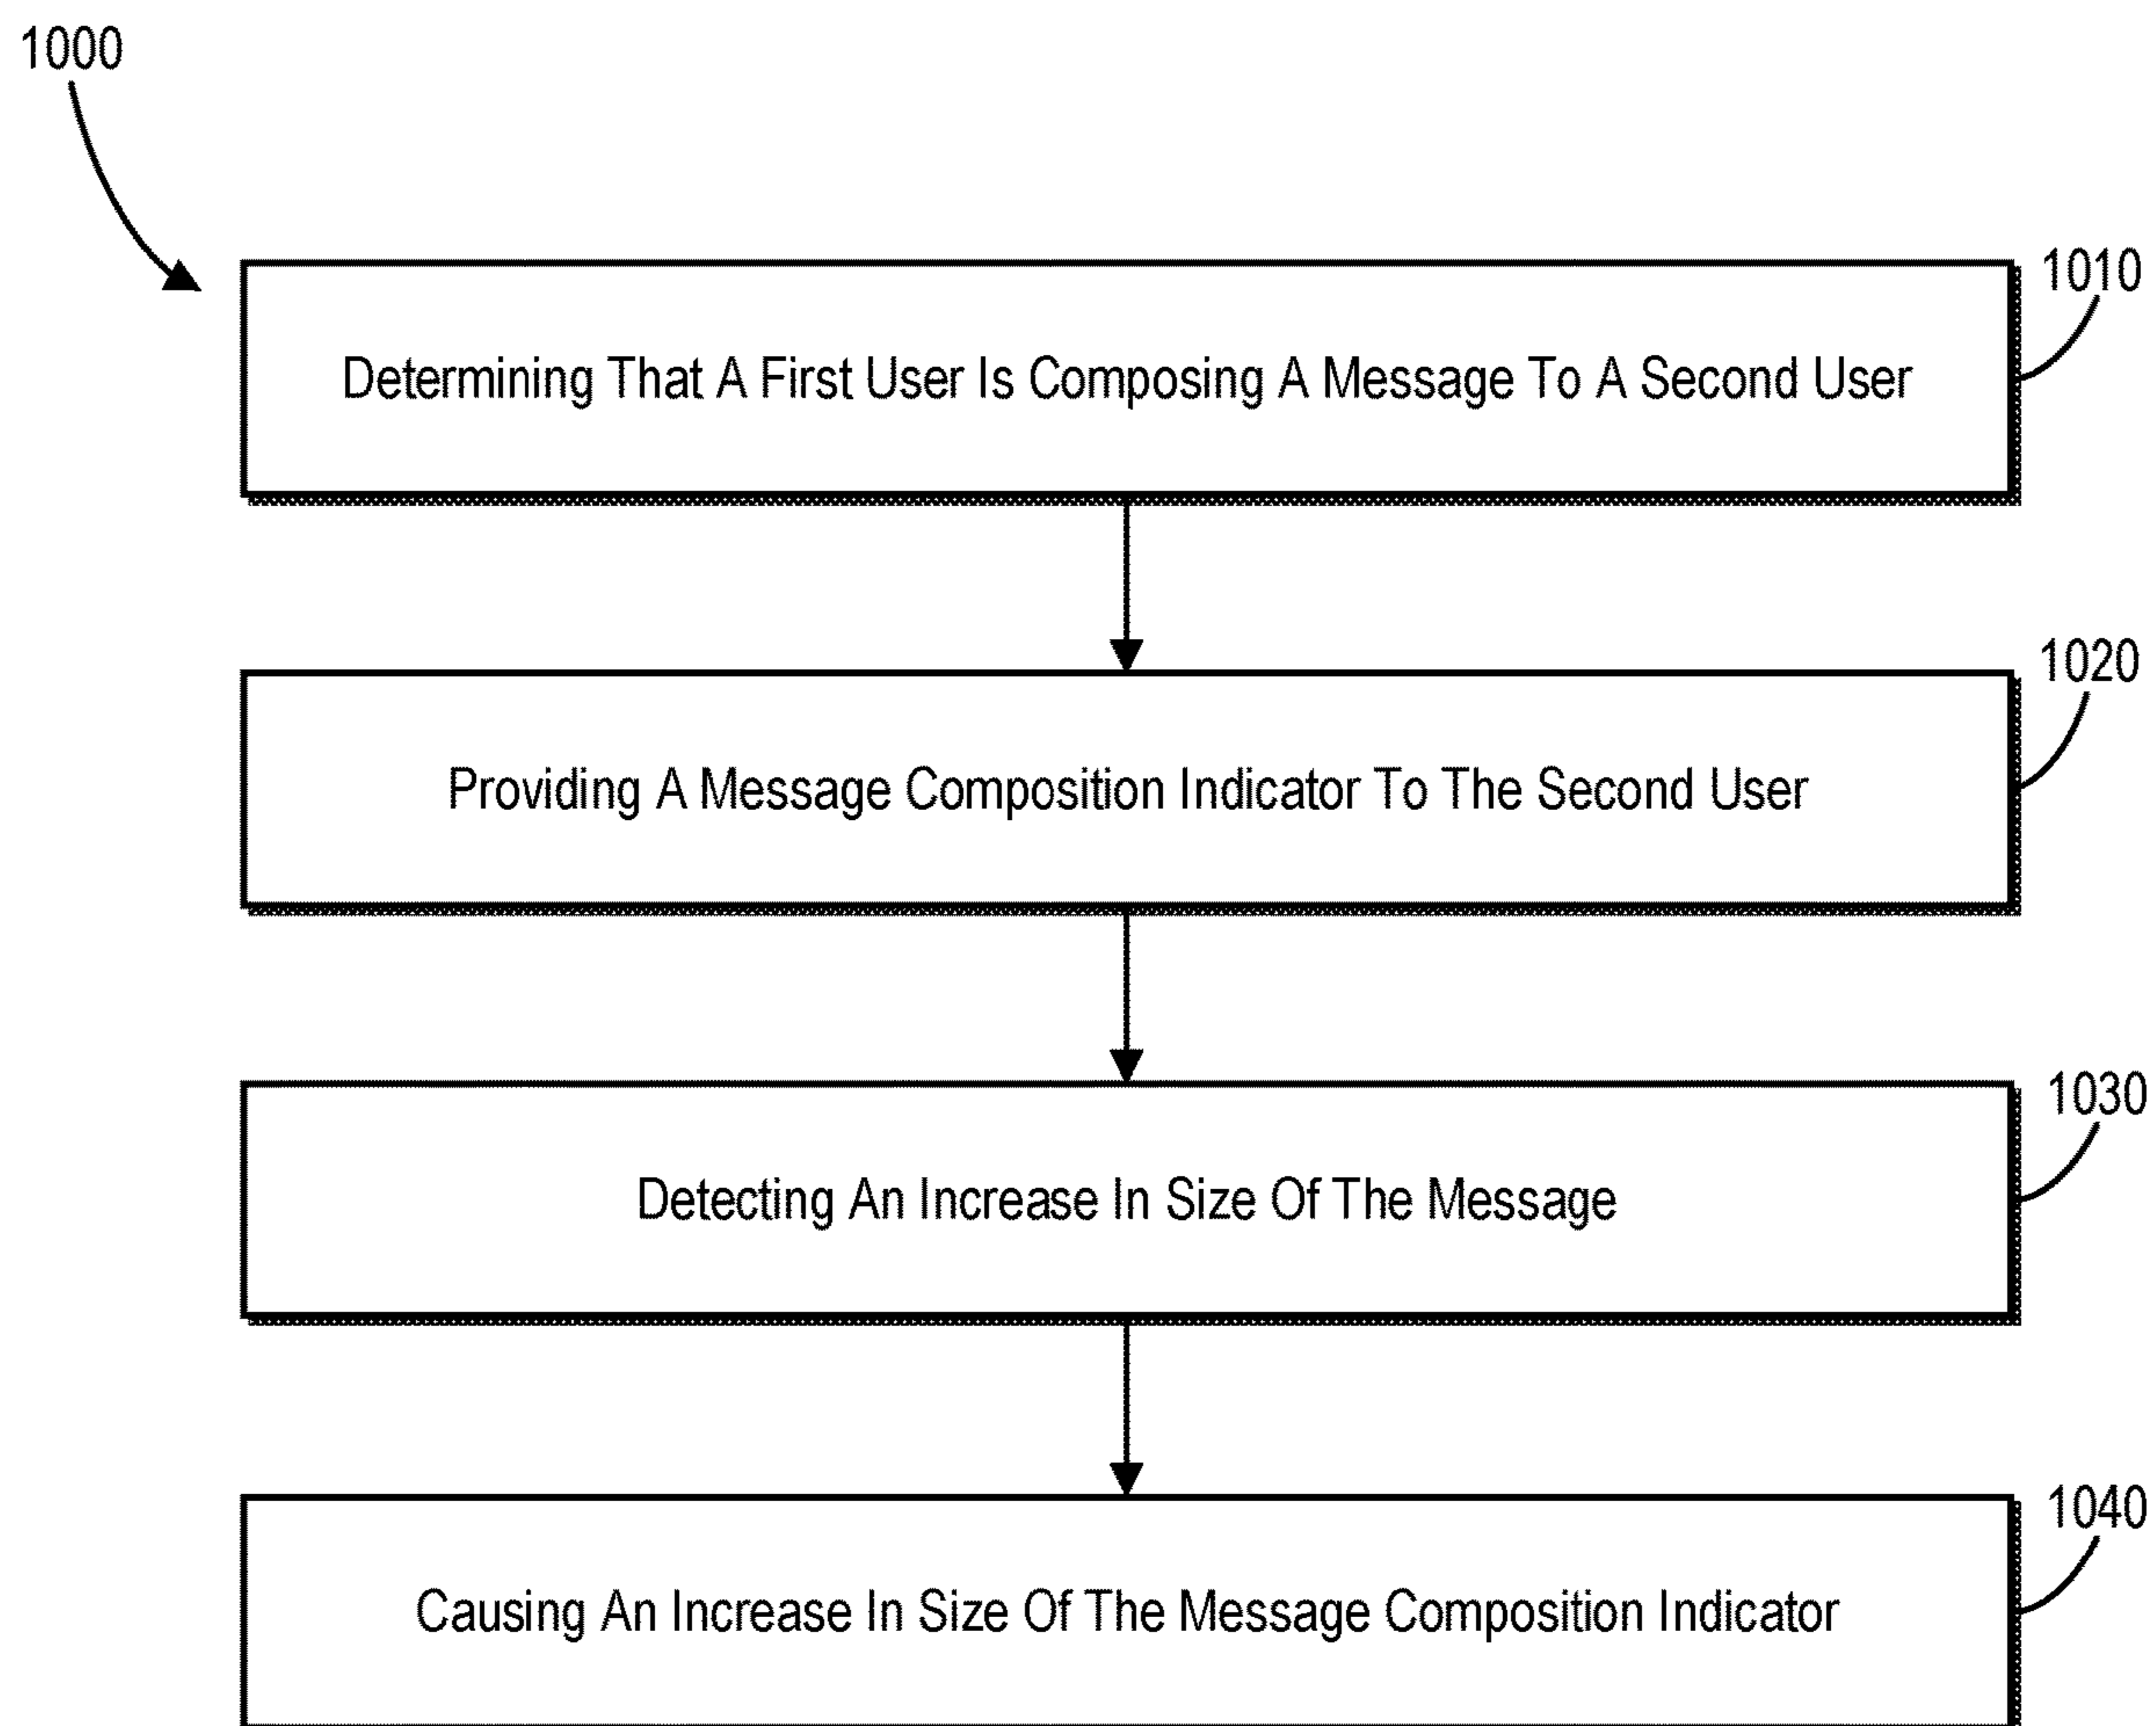 1000
1010
Determining That A First User Is Composing A Message To A Second User
1020
Providing A Message Composition Indicator To The Second User
1030
Detecting An Increase In Size Of The Message
1040
Causing An Increase In Size Of The Message Composition Indicator